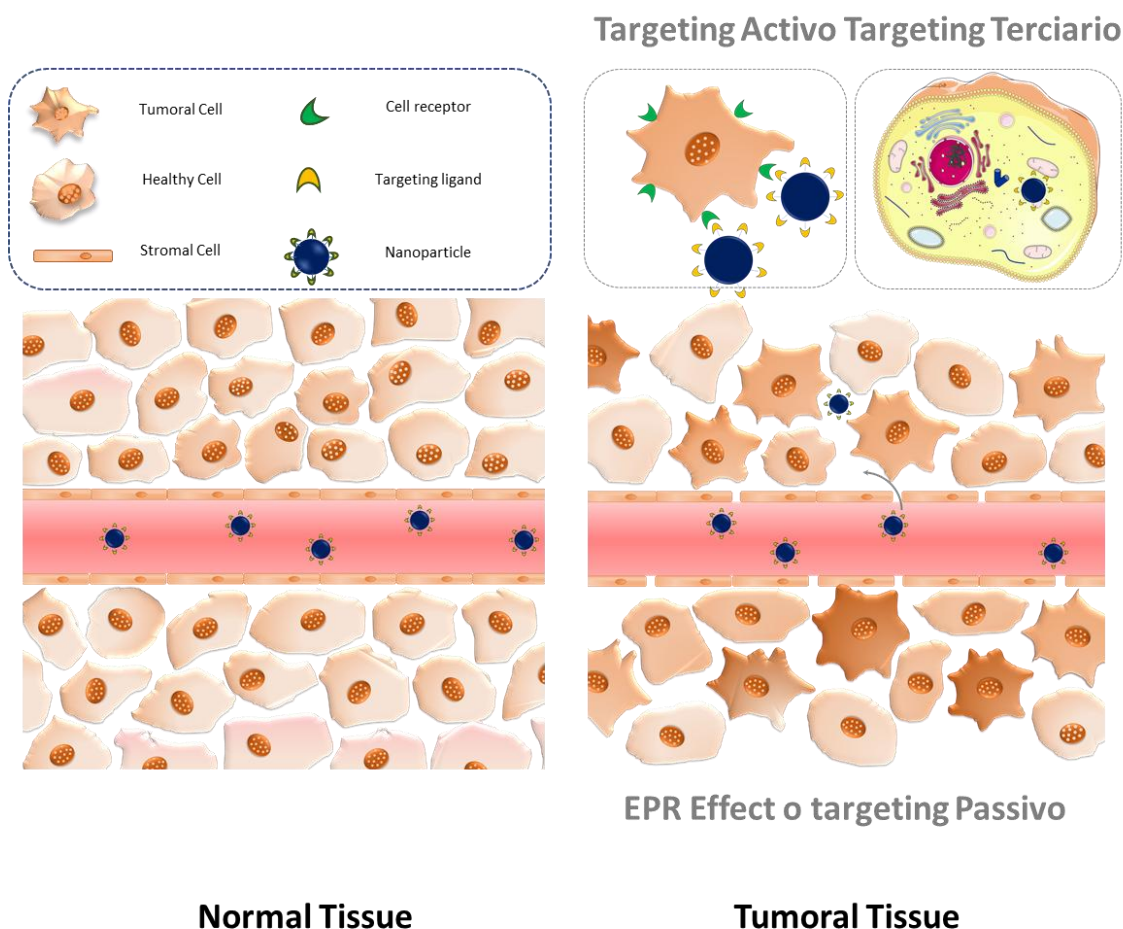 Targeting Activo Targeting Terciario
Tumoral Cell
Cell receptor
Healthy Cell
Targeting ligand
Stromal Cell
Nanoparticle
EPR Effect o targeting Passivo
Normal Tissue
Tumoral Tissue